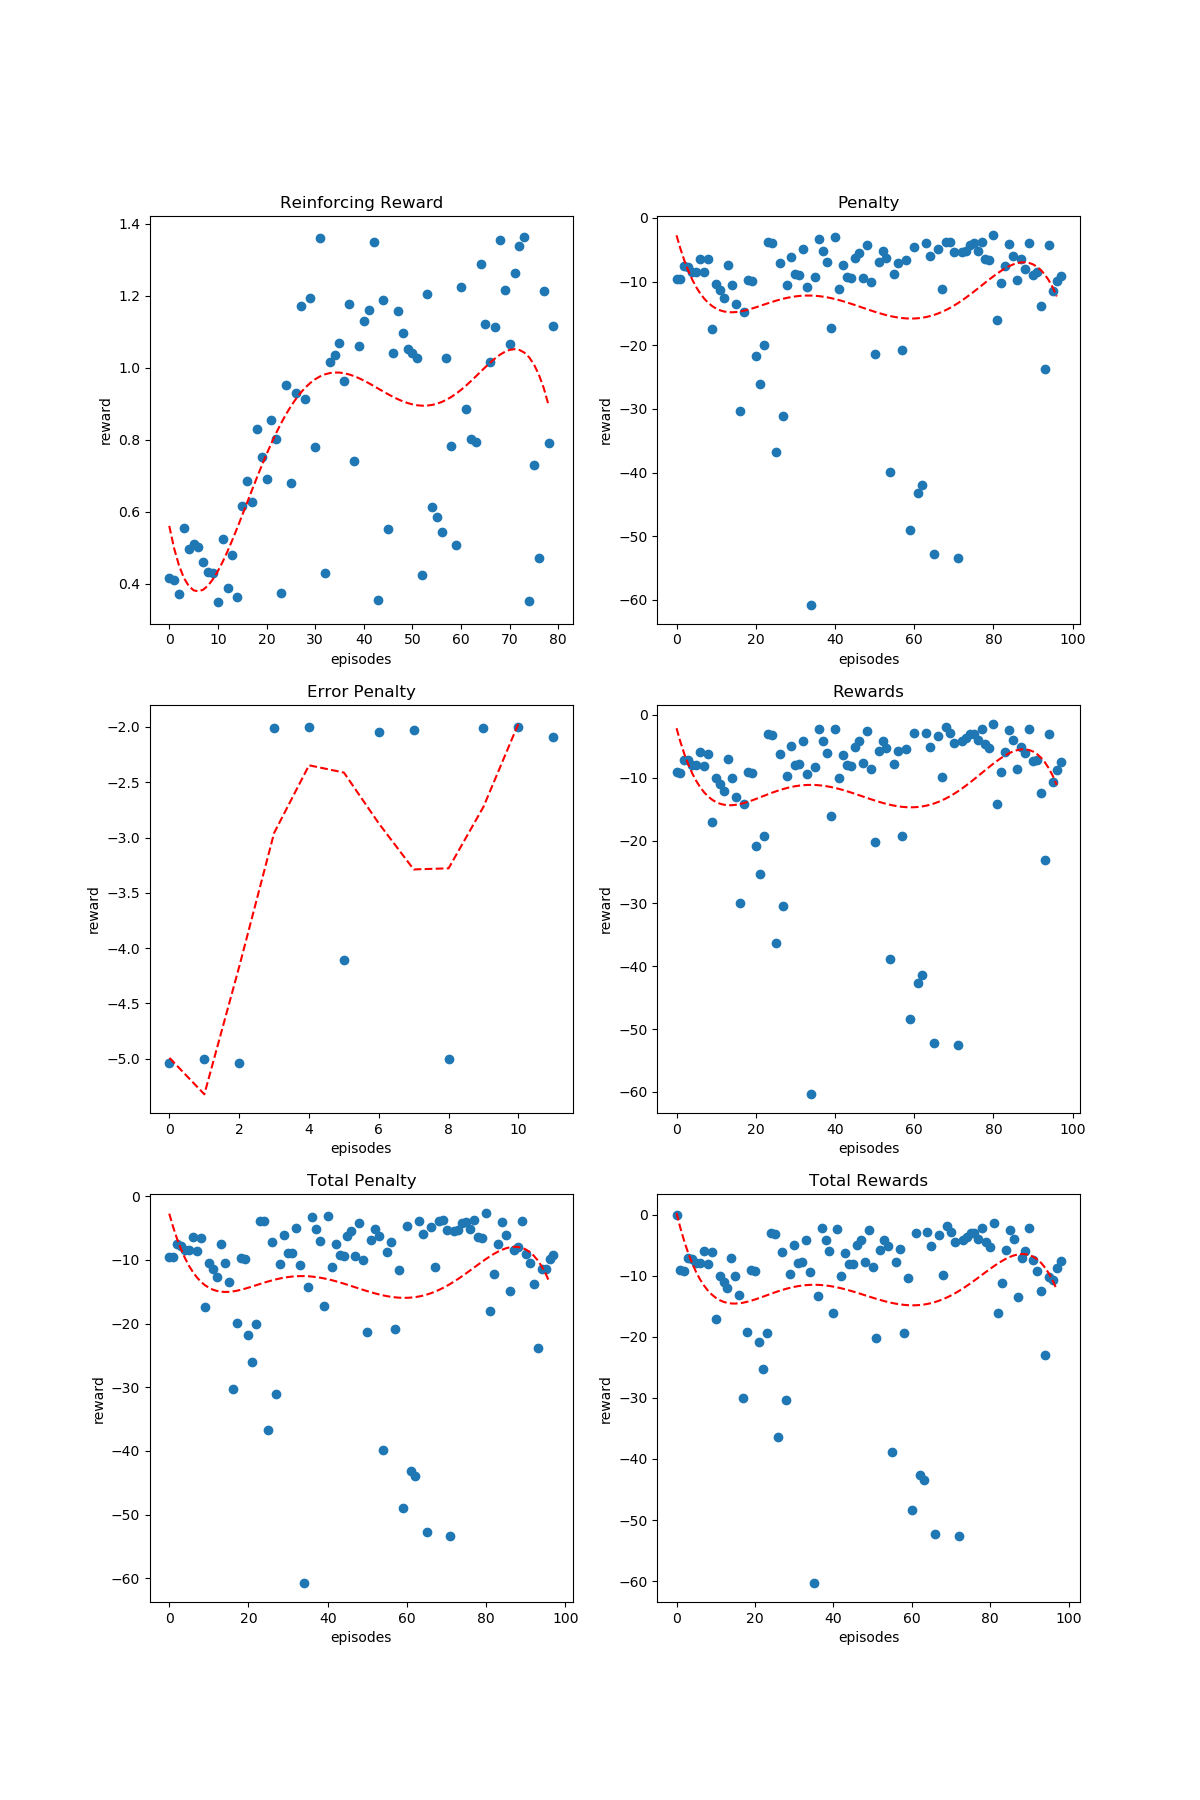 Reinforcing Reward
1.4
1.2
1.0
0.8
0.6
0.4
reward
0 10 20 30 40 50 60 70 80
episodes
Penalty
0
−10
−20
−30
−40
−50
−60
reward
0 20 40 60 80 100
episodes
Error Penalty
−2.0
−2.5
−3.0
−3.5
−4.0
−4.5
−5.0
reward
0 2 4 6 8 10
episodes
Rewards
0
−10
−20
−30
−40
−50
−60
reward
0 20 40 60 80 100
episodes
Total Penalty
0
−10
−20
−30
−40
−50
−60
reward
0 20 40 60 80 100
episodes
Total Rewards
0
−10
−20
−30
−40
−50
−60
reward
0 20 40 60 80 100
episodes